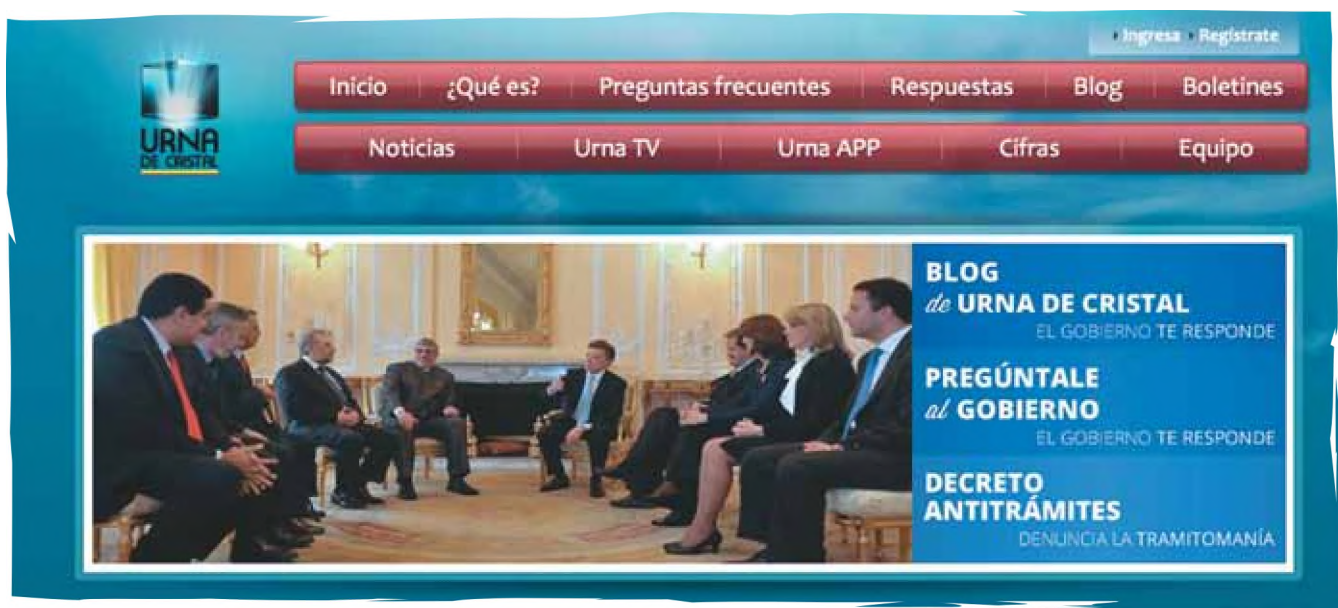 Ingresa Regístrate
URNA
DE CRISTAL
Inicio ¿Qué es? Preguntas frecuentes Respuestas Blog Boletines
Noticias Urna TV Urna APP Cifras Equipo
BLOG
de URNA DE CRISTAL
EL GOBIERNO TE RESPONDE
PREGÚNTALE
al GOBIERNO
EL GOBIERNO TE RESPONDE
DECRETO
ANTITRÁMITES
DENUNCIA LA TRAMITOMANÍA